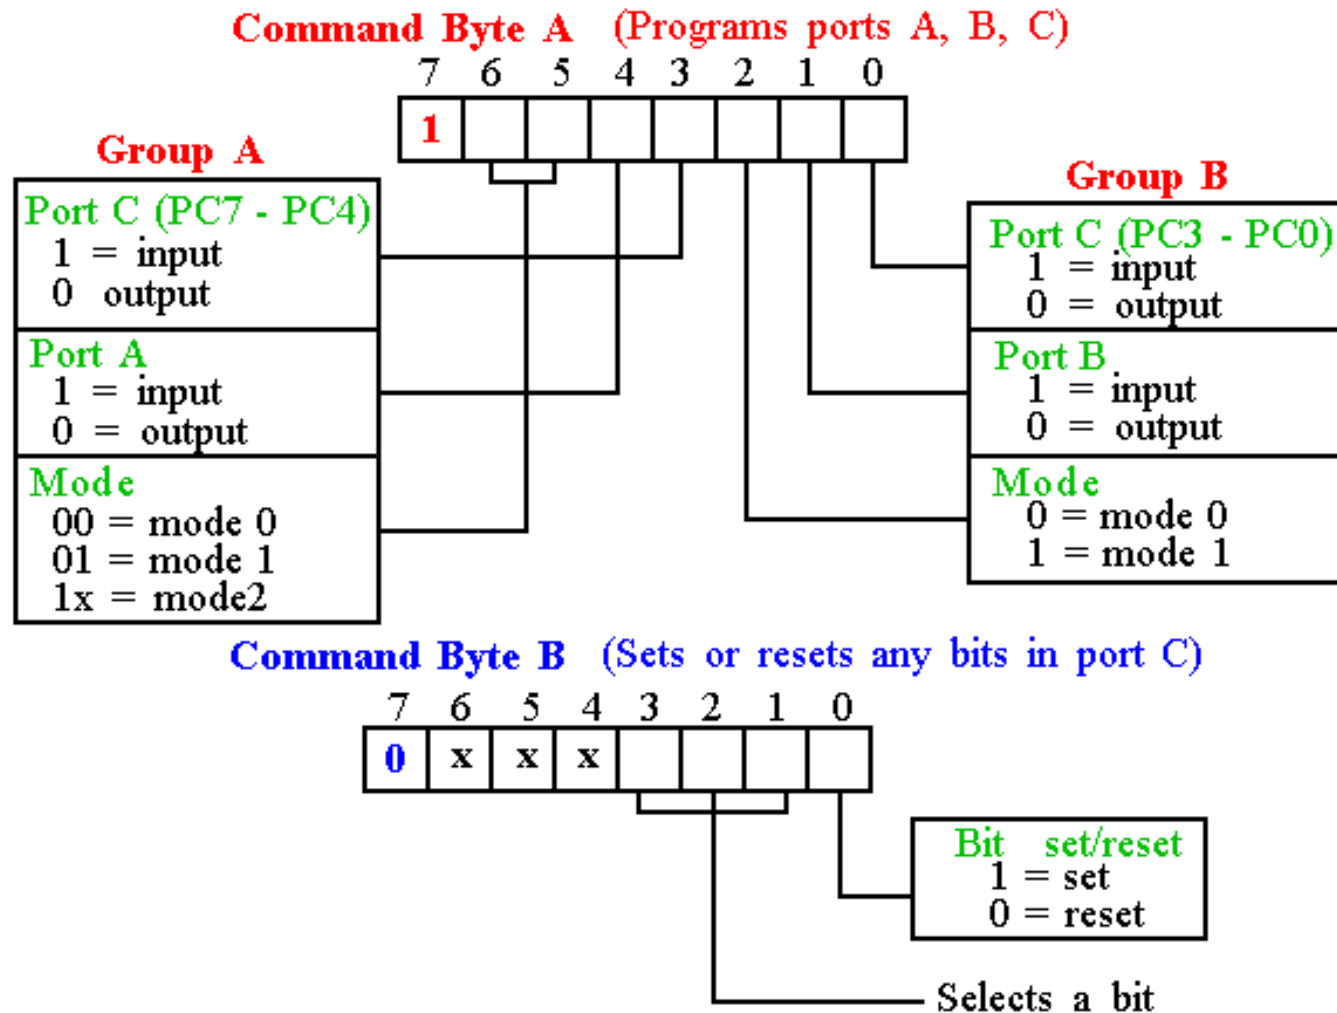 Command Byte A (Programs ports A, B, C)
7 6 5 4 3 2 1 0
1
Group A
Port C (PC7 - PC4)
1 = input
0 output
Port A
1 = input
0 = output
Mode
00 = mode 0
01 = mode 1
1x = mode2
Group B
Port C (PC3 - PC0)
1 = input
0 = output
Port B
1 = input
0 = output
Mode
0 = mode 0
1 = mode 1
Command Byte B (Sets or resets any bits in port C)
7 6 5 4 3 2 1 0
0 x x x
Bit set/reset
1 = set
0 = reset
Selects a bit